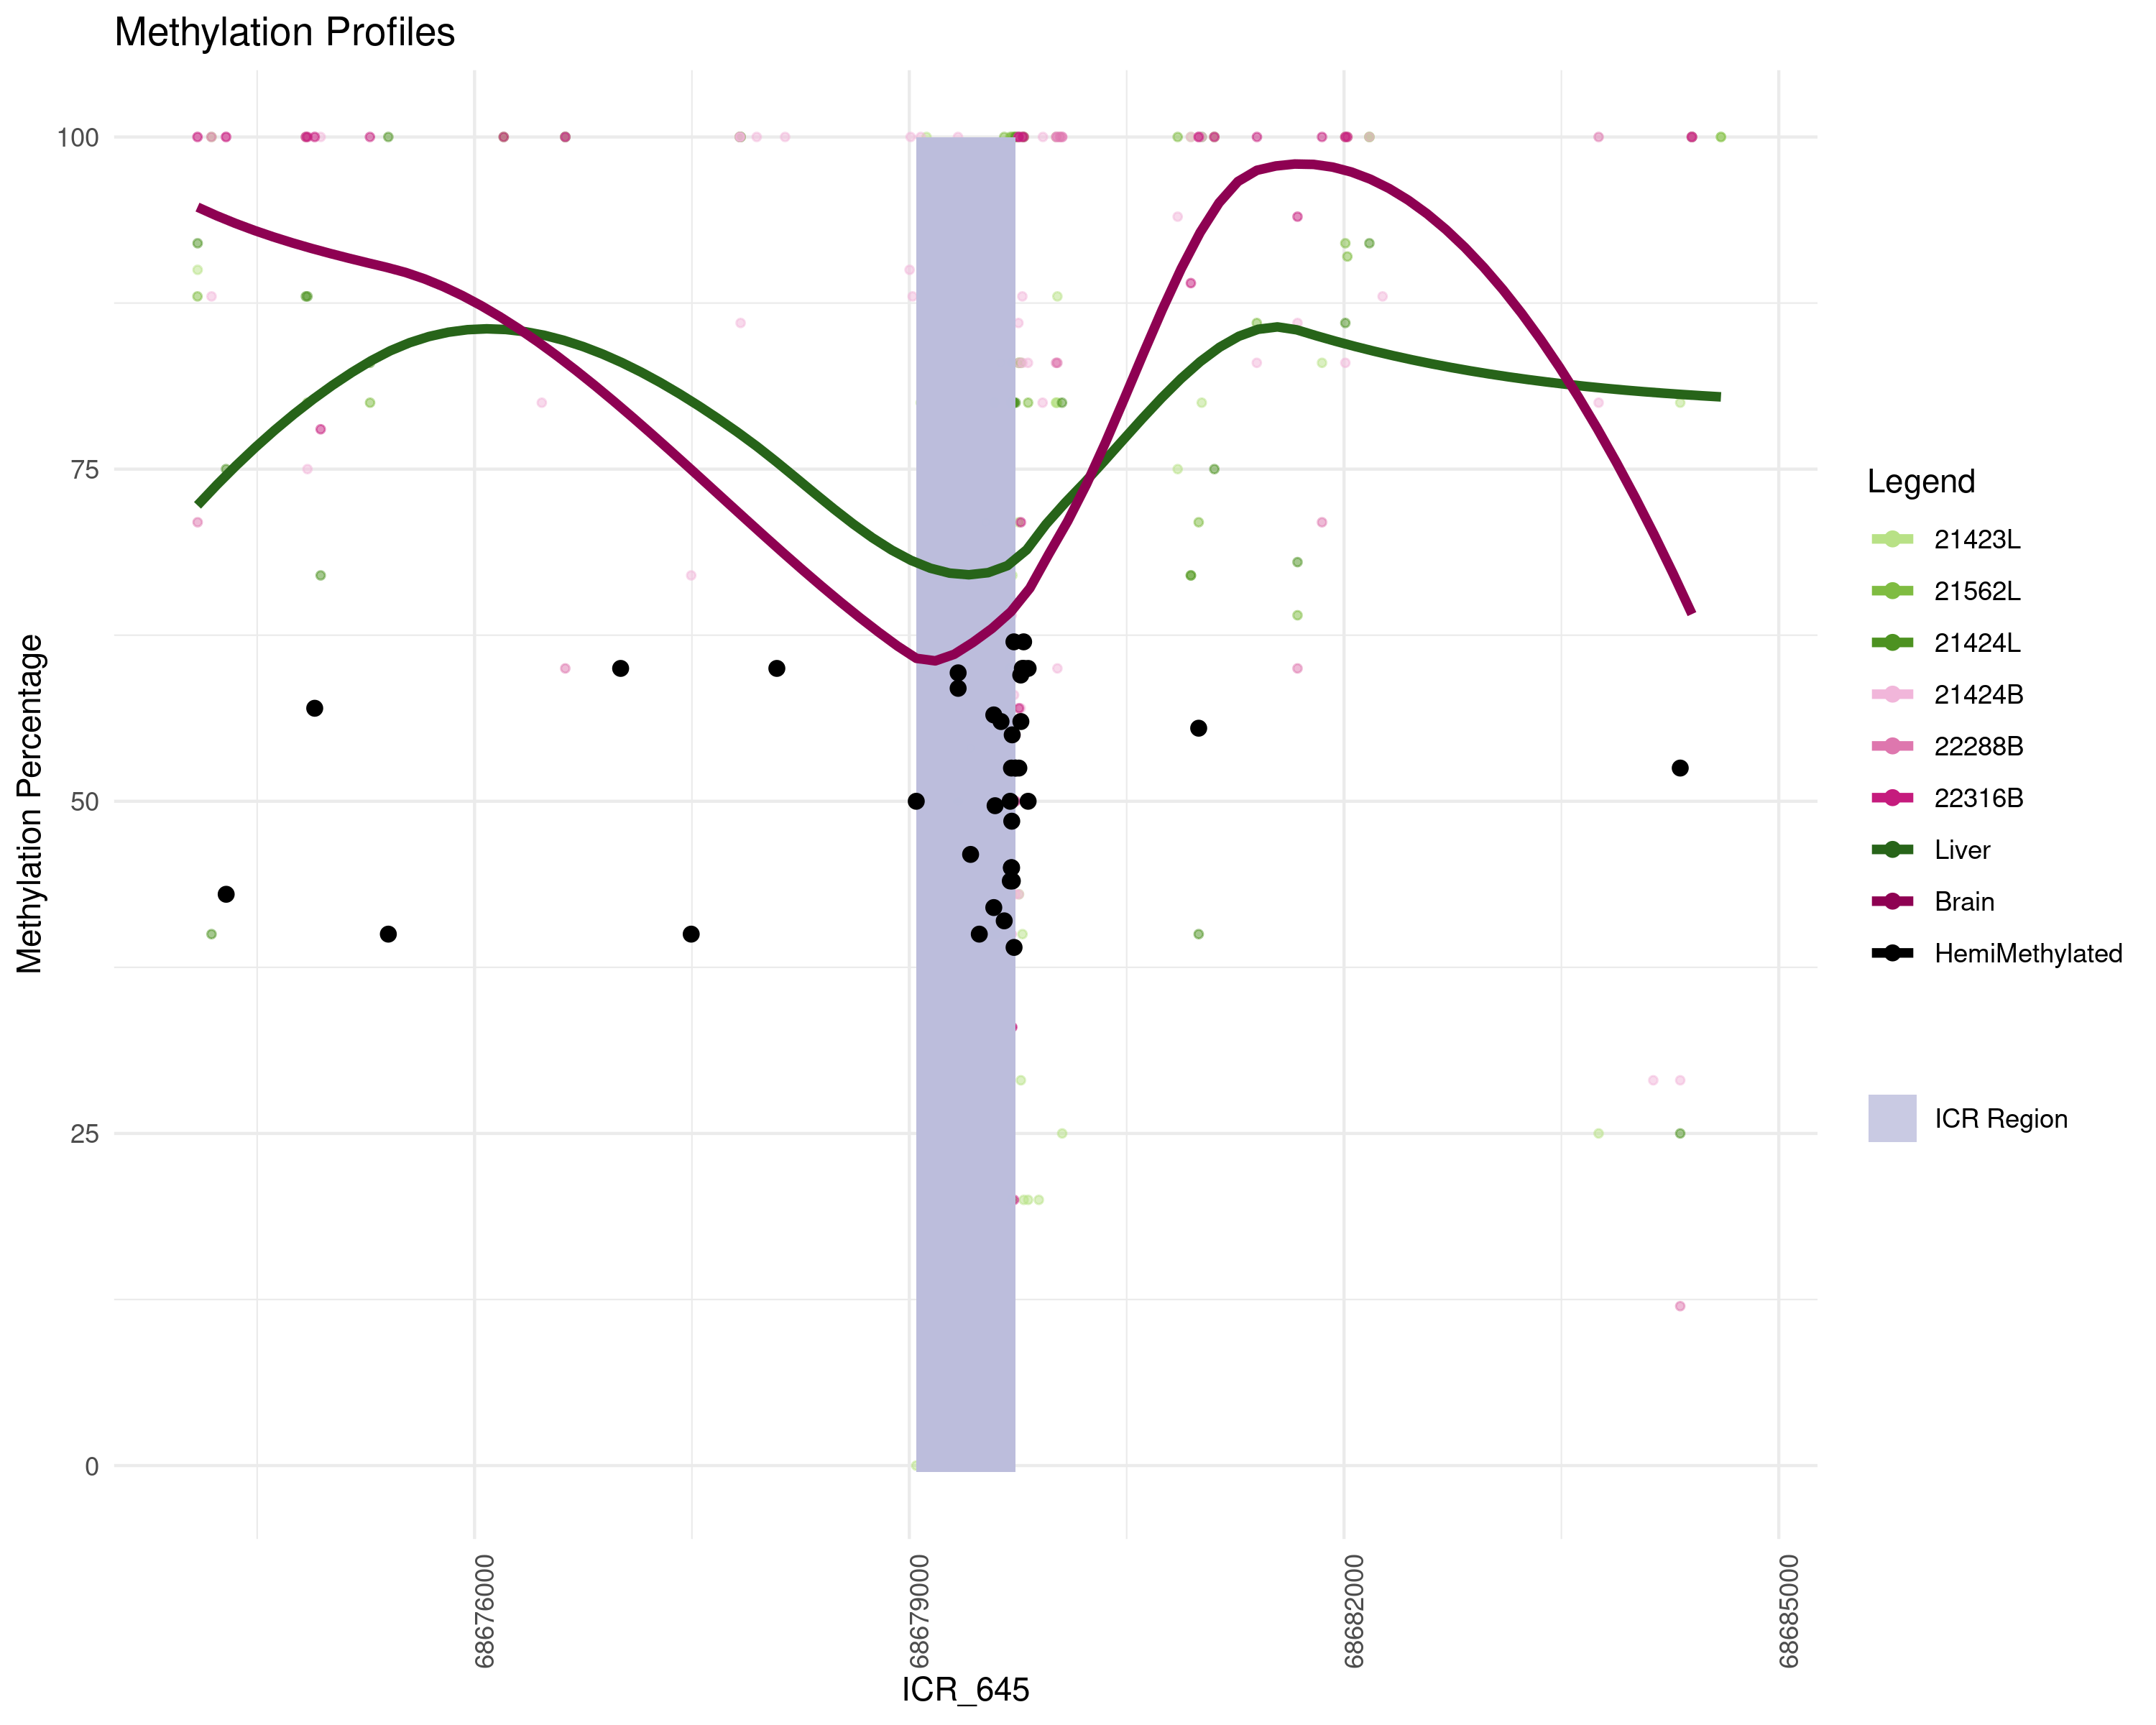 Methylation Profiles
100
75
50
25
0
Methylation Percentage
68676000
68679000
68682000
68685000
ICR_645
Legend
21423L
21562L
21424L
21424B
22288B
22316B
Liver
Brain
HemiMethylated
ICR Region